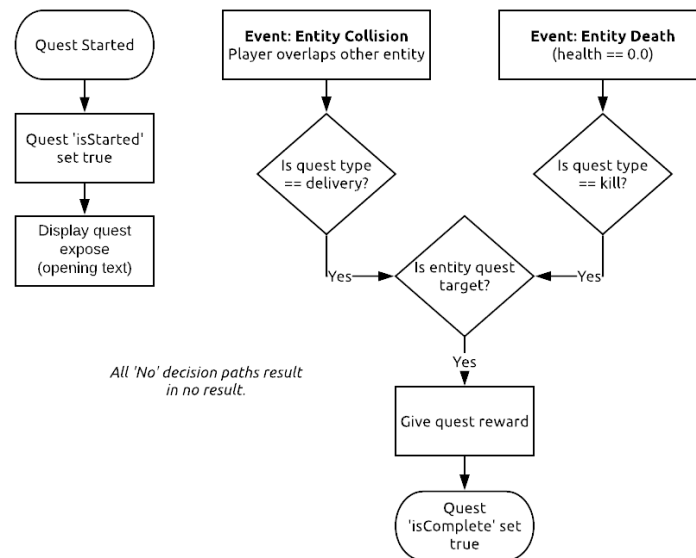 Quest Started
Quest 'isStarted'
set true
Display quest
expose
(opening text)
Event: Entity Collision
Player overlaps other entity
Event: Entity Death
(health == 0.0)
Is quest type
== delivery?
Is quest type
== kill?
Yes
Is entity quest
target?
Yes
Yes
All 'No' decision paths result
in no result.
Give quest reward
Quest
'isComplete' set
true